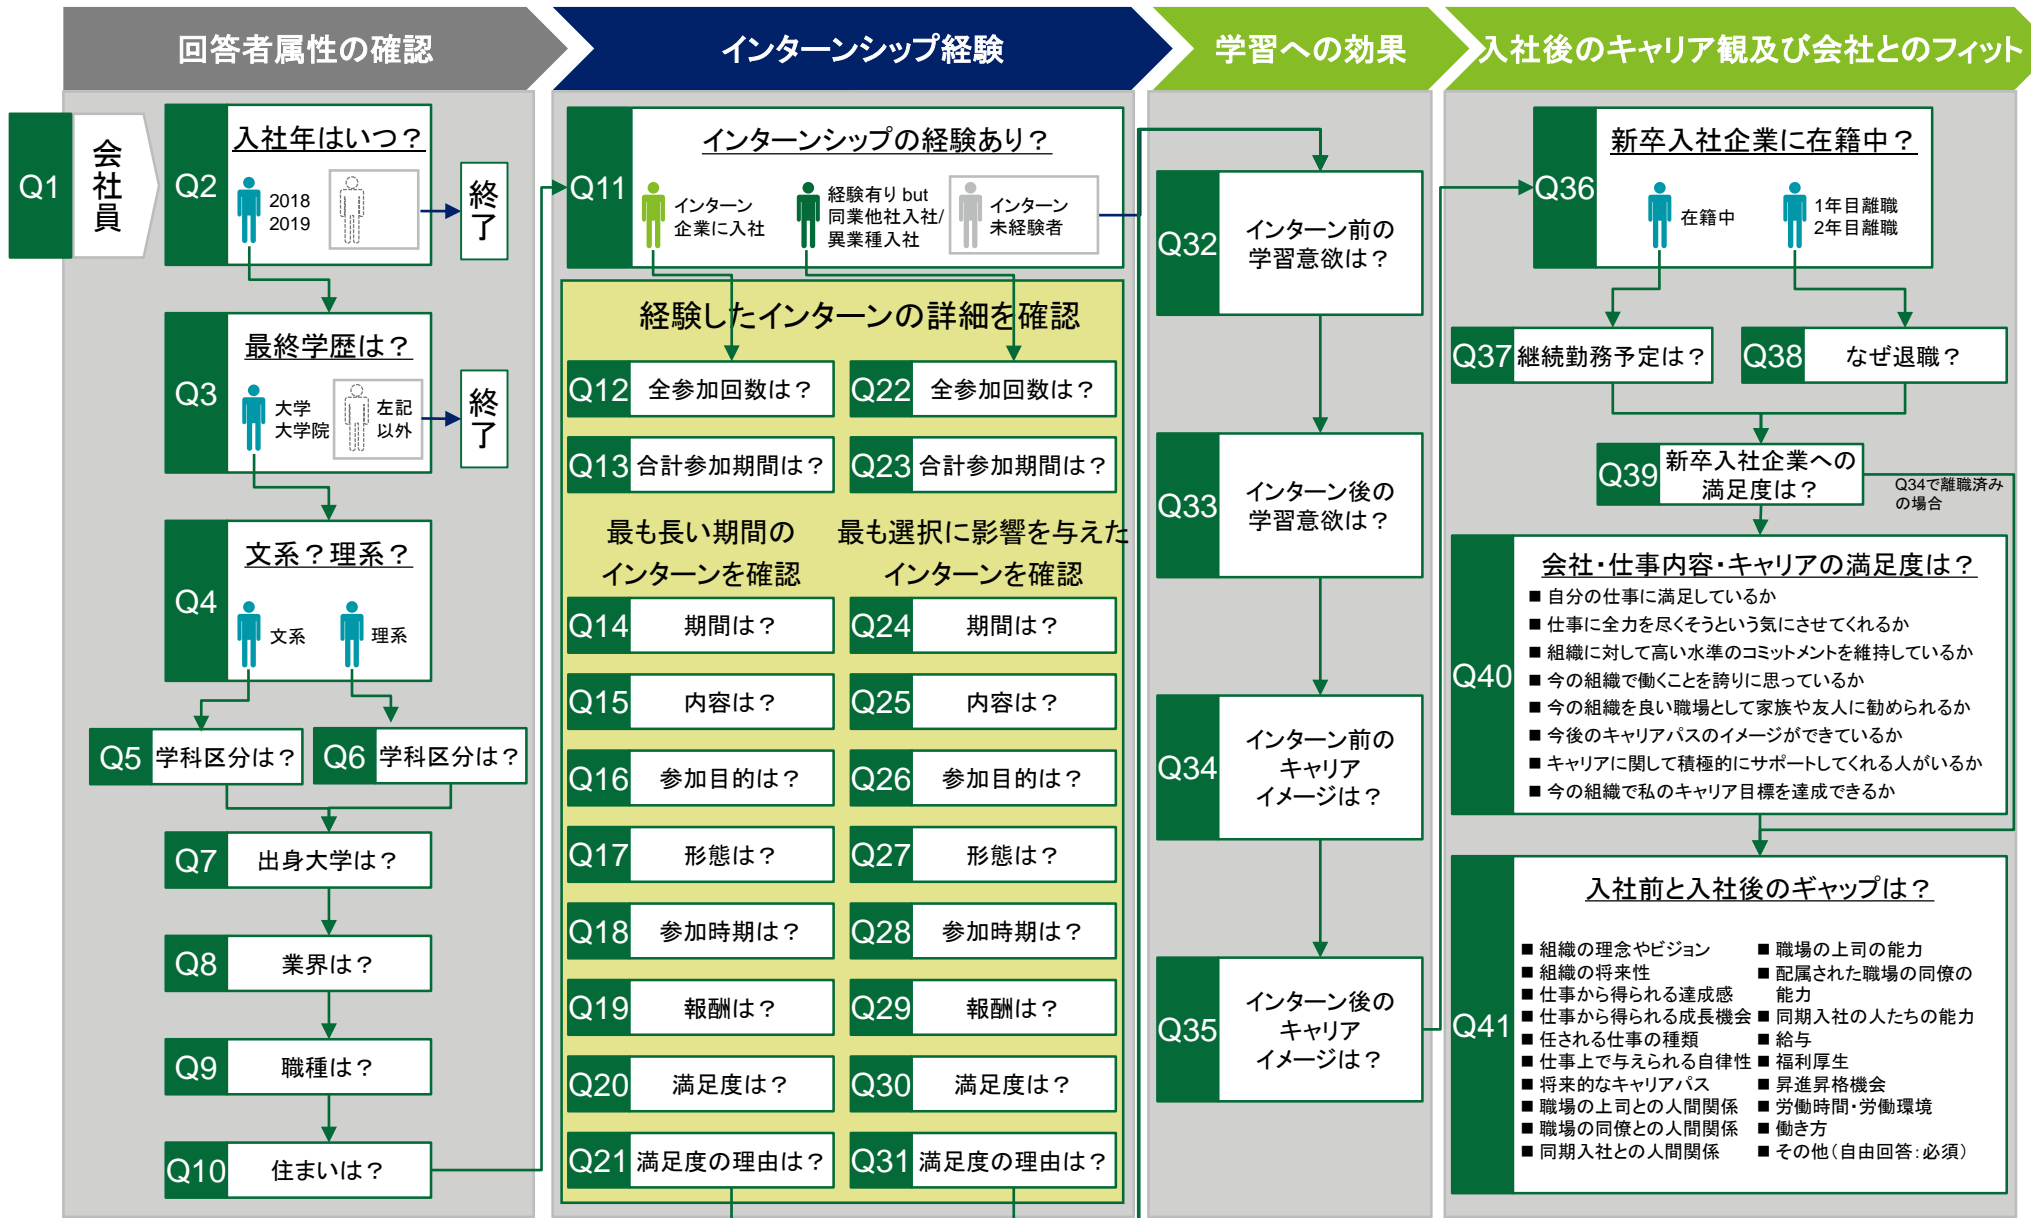 回答者属性の確認
インターンシップ経験
学習への効果
入社後のキャリア観及び会社とのフィット
Q1
会社員
Q2
入社年はいつ？
2018
2019
終了
Q3
最終学歴は？
大学
大学院
左記
以外
終了
Q4
文系？理系？
文系
理系
Q5
学科区分は？
Q6
学科区分は？
Q7
出身大学は？
Q8
業界は？
Q9
職種は？
Q10
住まいは？
Q11
インターンシップの経験あり？
インターン
企業に入社
経験有り but
同業他社入社/
異業種入社
インターン
未経験者
経験したインターンの詳細を確認
Q12
全参加回数は？
Q22
全参加回数は？
Q13
合計参加期間は？
Q23
合計参加期間は？
最も長い期間の
インターンを確認
最も選択に影響を与えた
インターンを確認
Q14
期間は？
Q24
期間は？
Q15
内容は？
Q25
内容は？
Q16
参加目的は？
Q26
参加目的は？
Q17
形態は？
Q27
形態は？
Q18
参加時期は？
Q28
参加時期は？
Q19
報酬は？
Q29
報酬は？
Q20
満足度は？
Q30
満足度は？
Q21
満足度の理由は？
Q31
満足度の理由は？
Q32
インターン前の
学習意欲は？
Q33
インターン後の
学習意欲は？
Q34
インターン前の
キャリア
イメージは？
Q35
インターン後の
キャリア
イメージは？
Q36
新卒入社企業に在籍中？
在籍中
1年目離職
2年目離職
Q37
継続勤務予定は？
Q38
なぜ退職？
Q39
新卒入社企業への
満足度は？
Q34で離職済み
の場合
Q40
会社・仕事内容・キャリアの満足度は？
■ 自分の仕事に満足しているか
■ 仕事に全力を尽くそうという気にさせてくれるか
■ 組織に対して高い水準のコミットメントを維持しているか
■ 今の組織で働くことを誇りに思っているか
■ 今の組織を良い職場として家族や友人に勧められるか
■ 今後のキャリアパスのイメージができているか
■ キャリアに関して積極的にサポートしてくれる人がいるか
■ 今の組織で私のキャリア目標を達成できるか
Q41
入社前と入社後のギャップは？
■ 組織の理念やビジョン
■ 組織の将来性
■ 仕事から得られる達成感
■ 仕事から得られる成長機会
■ 任される仕事の種類
■ 仕事上で与えられる自律性
■ 将来的なキャリアパス
■ 職場の上司との人間関係
■ 職場の同僚との人間関係
■ 同期入社との人間関係
■ 職場の上司の能力
■ 配属された職場の同僚の
能力
■ 同期入社の人たちの能力
■ 給与
■ 福利厚生
■ 昇進昇格機会
■ 労働時間・労働環境
■ 働き方
■ その他（自由回答：必須）